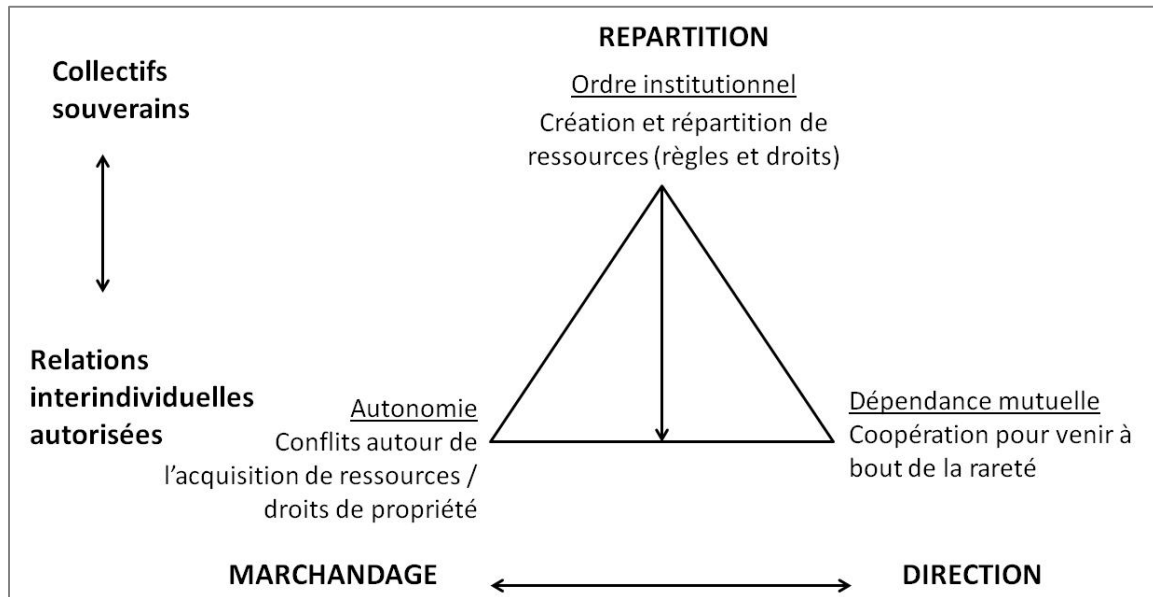 REPARTITION
Ordre institutionnel
Création et répartition de
ressources (règles et droits)
Collectifs
souverains
Relations
interindividuelles
autorisées
Autonomie
Conflits autour de
l’acquisition de ressources /
droits de propriété
Dépendance mutuelle
Coopération pour venir à
bout de la rareté
MARCHANDAGE
DIRECTION